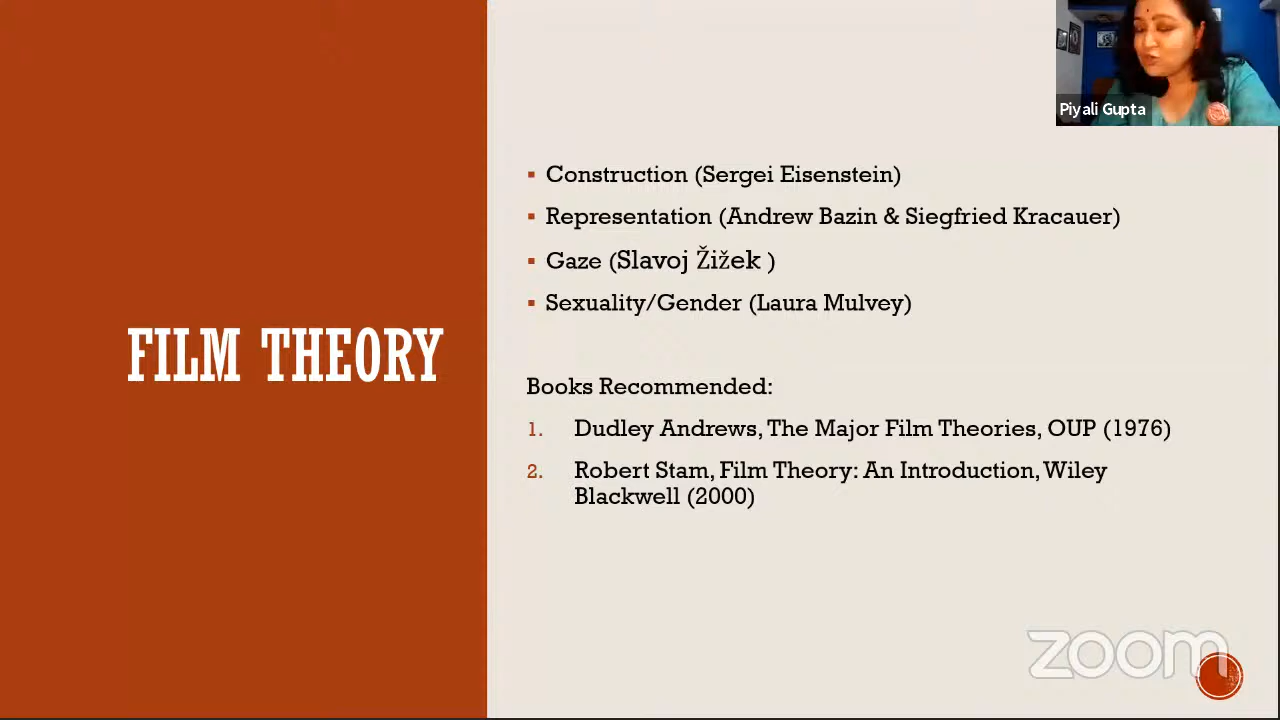 Piyali Gupta
Construction (Sergei Eisenstein)
Representation (Andrew Bazin & Siegfried Kracauer)
Gaze (Slavoj Žižek )
Sexuality/Gender (Laura Mulvey)
FILM THEORY
Books Recommended:
1. Dudley Andrews, The Major Film Theories, OUP (1976)
2. Robert Stam, Film Theory: An Introduction, Wiley
Blackwell (2000)
zoom